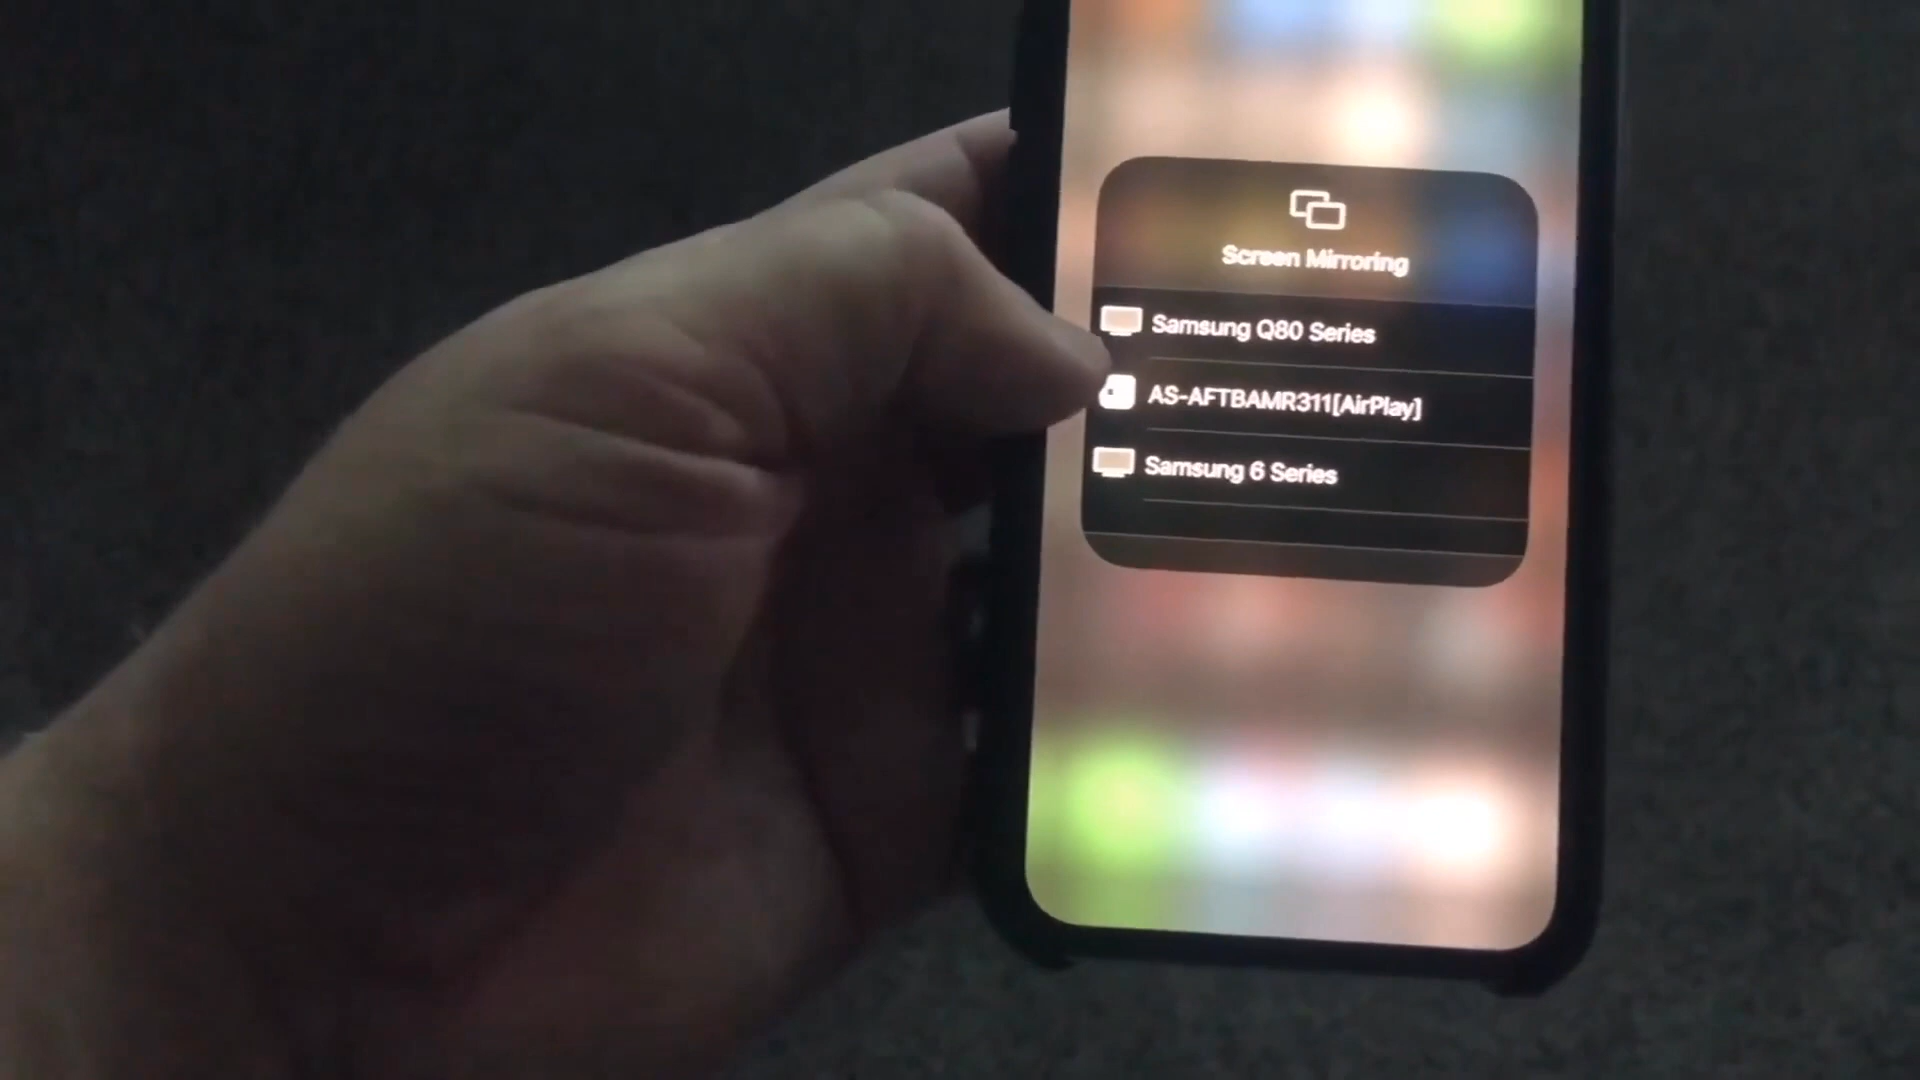 Screen Mirroring
Samsung Q80 Series
AS-AFTBAMR311[AirPlay]
Samsung 6 Series